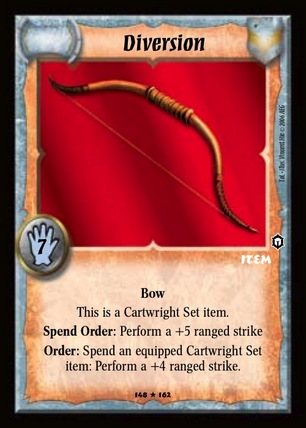 Diversion
7
ITEM
Bow
This is a Cartwright Set item.
Spend Order: Perform a +5 ranged strike
Order: Spend an equipped Cartwright Set
item: Perform a +4 ranged strike.
148 ★ 162